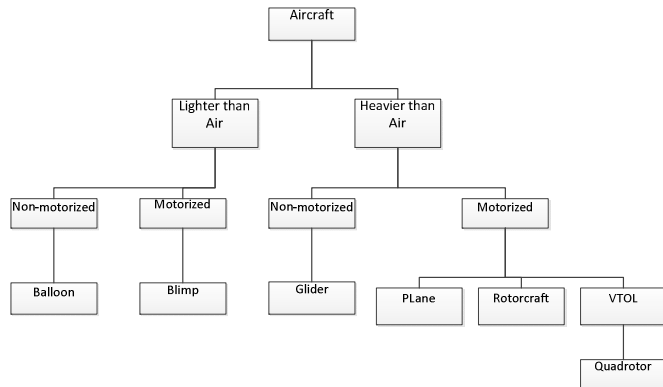 Aircraft
Lighter than
Air
Heavier than
Air
Non-motorized
Motorized
Non-motorized
Motorized
Balloon
Blimp
Glider
PLane
Rotorcraft
VTOL
Quadrotor